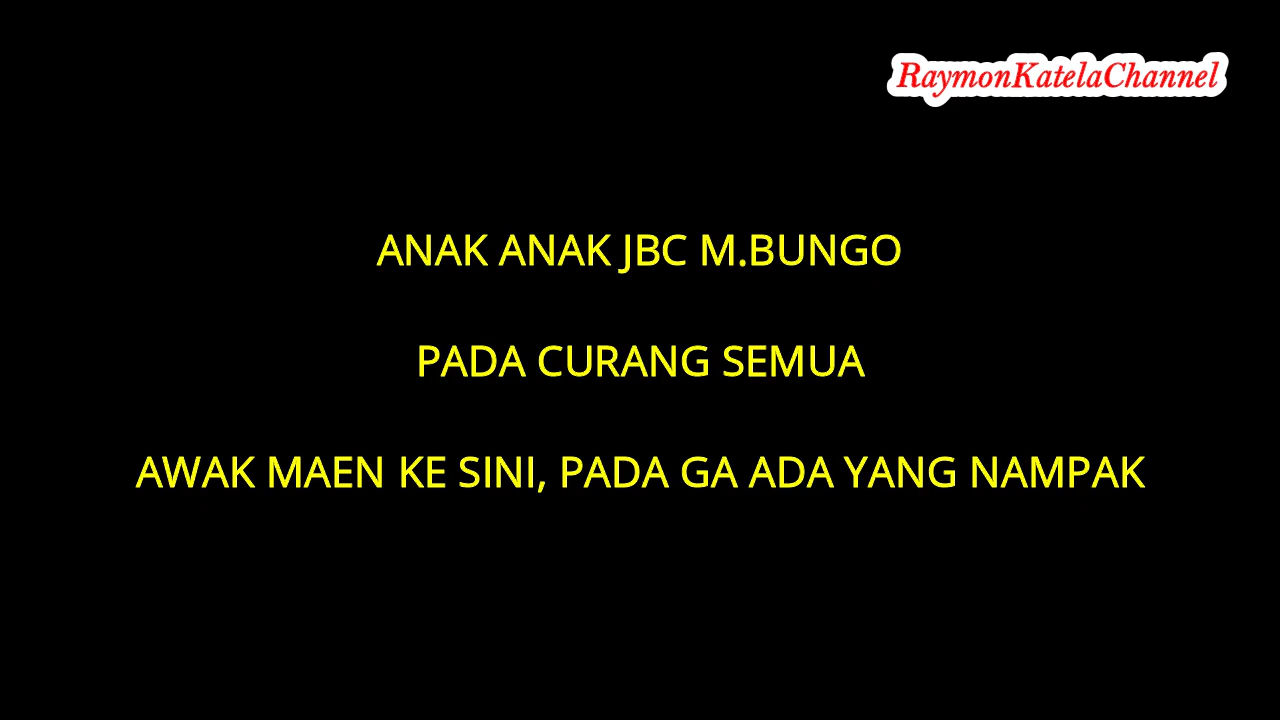 RaymonKatelaChannel
ANAK ANAK JBC M.BUNGO
PADA CURANG SEMUA
AWAK MAEN KE SINI, PADA GA ADA YANG NAMPAK